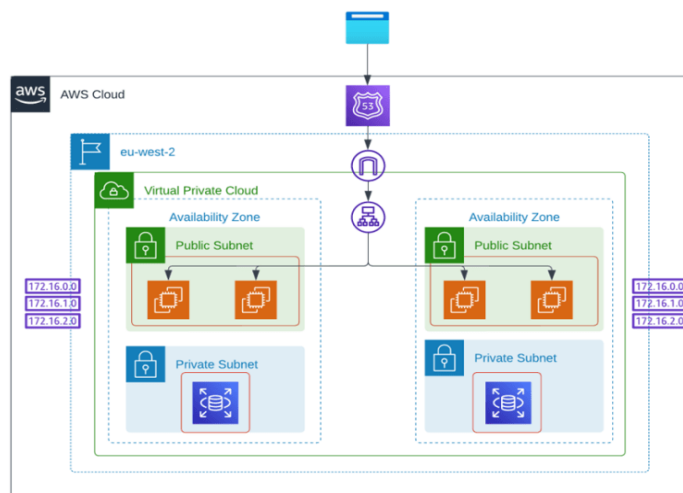 aws
AWS Cloud
53
eu-west-2
Virtual Private Cloud
Availability Zone
Public Subnet
Private Subnet
Availability Zone
Public Subnet
Private Subnet
172.16.0.0
172.16.1.0
172.16.2.0
172.16.0.0
172.16.1.0
172.16.2.0